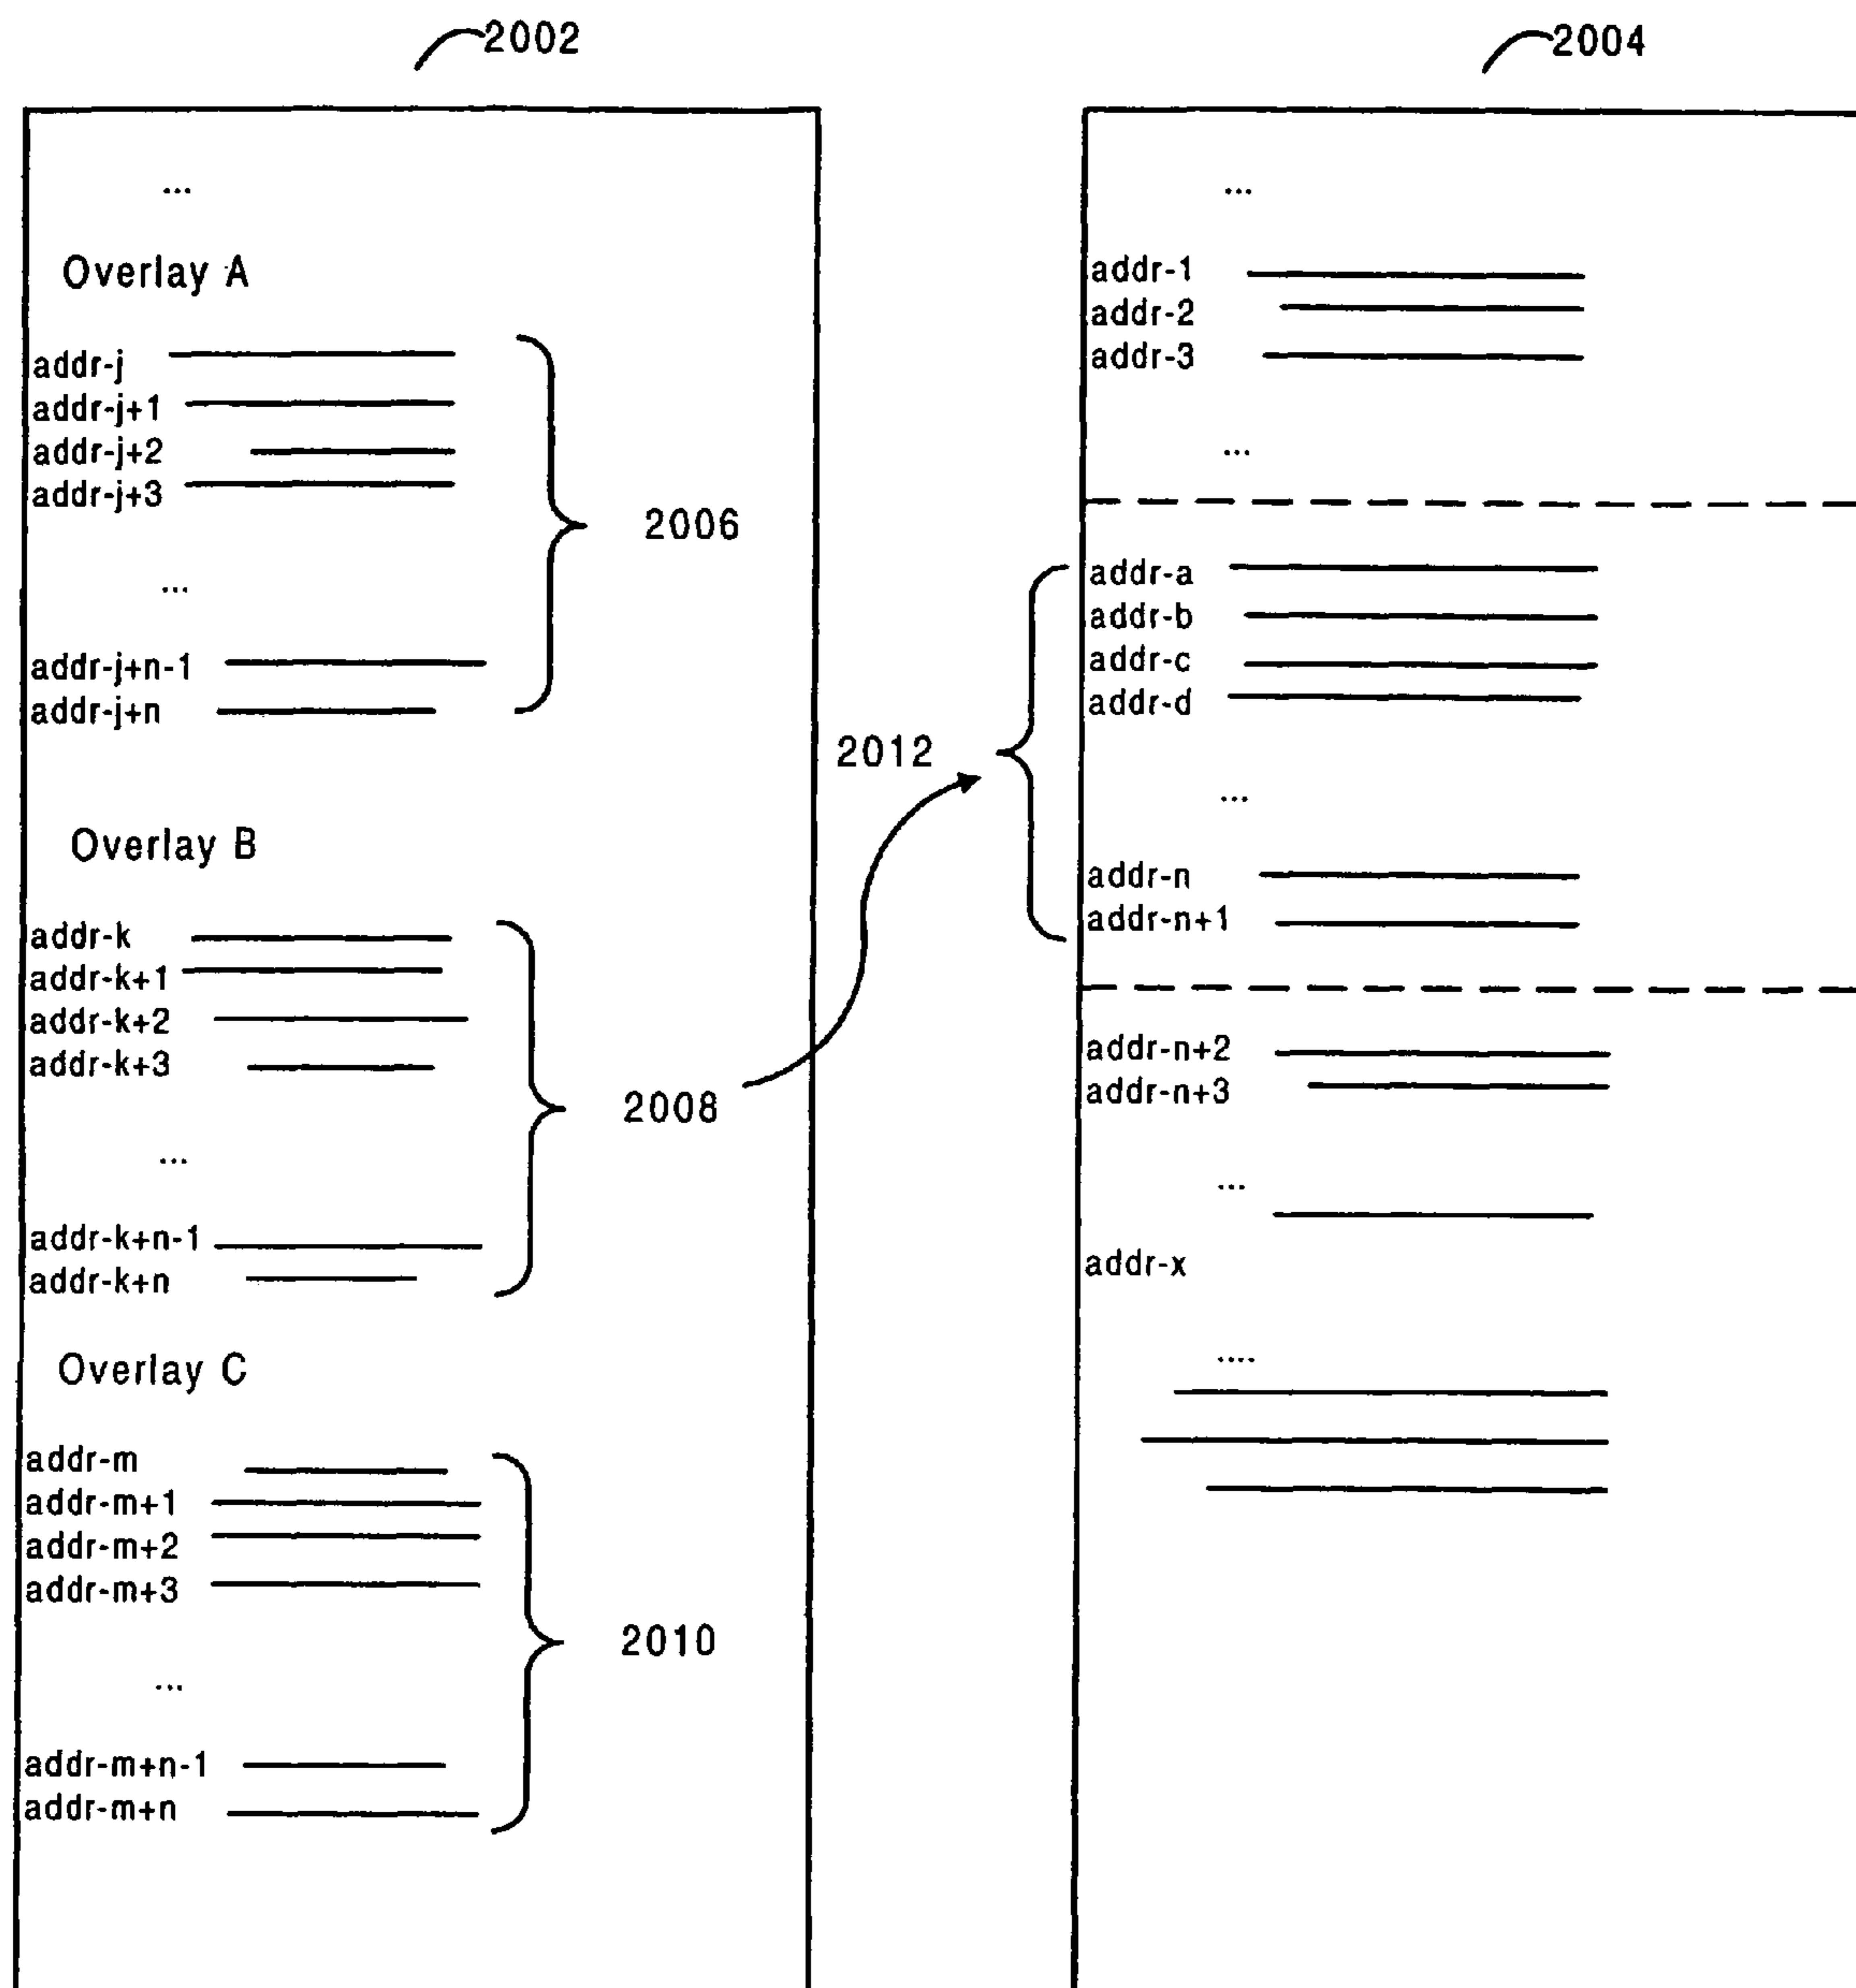 2002
...
Overlay A
addr-j
addr-j+1
addr-j+2
addr-j+3
...
addr-j+n-1
addr-j+n
2006
Overlay B
addr-k
addr-k+1
addr-k+2
addr-k+3
...
addr-k+n-1
addr-k+n
2008
Overlay C
addr-m
addr-m+1
addr-m+2
addr-m+3
...
addr-m+n-1
addr-m+n
2010
2012
2004
...
addr-1
addr-2
addr-3
...
addr-a
addr-b
addr-c
addr-d
...
addr-n
addr-n+1
addr-n+2
addr-n+3
...
addr-x
....